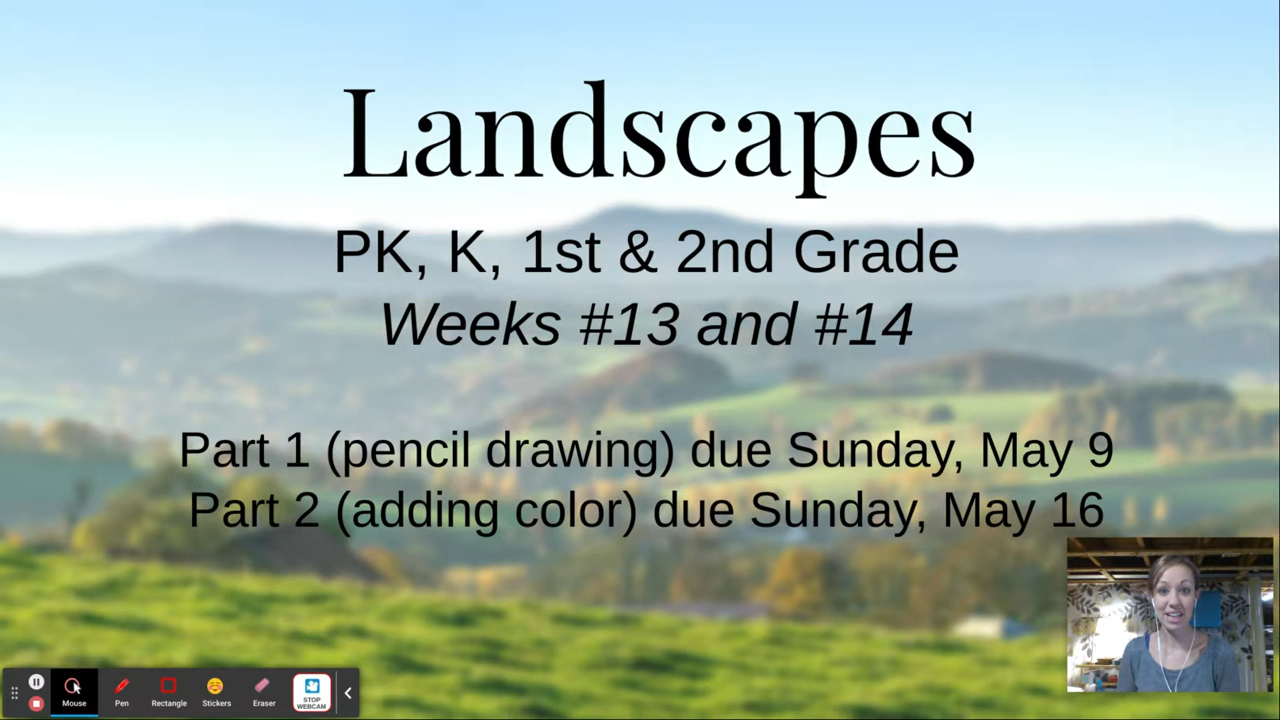 Landscapes
PK, K, 1st & 2nd Grade
Weeks #13 and #14
Part 1 (pencil drawing) due Sunday, May 9
Part 2 (adding color) due Sunday, May 16
Mouse
Pen
Rectangle
Stickers
Eraser
STOP
WEBCAM